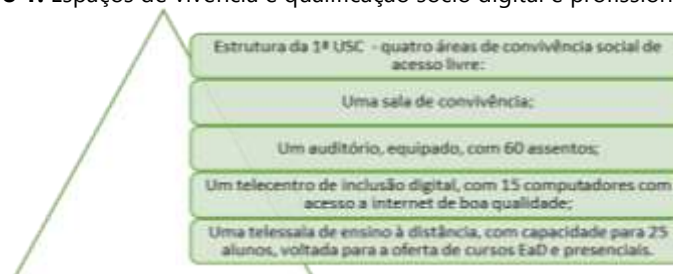 Espaços de vivência e qualificação sócio digital e profission
Estrutura da 1ª USC - quatro áreas de convivência social de
acesso livre:
Uma sala de convivência;
Um auditório, equipado, com 60 assentos;
Um telecentro de inclusão digital, com 15 computadores com
acesso a internet de boa qualidade;
Uma telessala de ensino à distância, com capacidade para 25
alunos, voltada para a oferta de cursos EaD e presenciais.